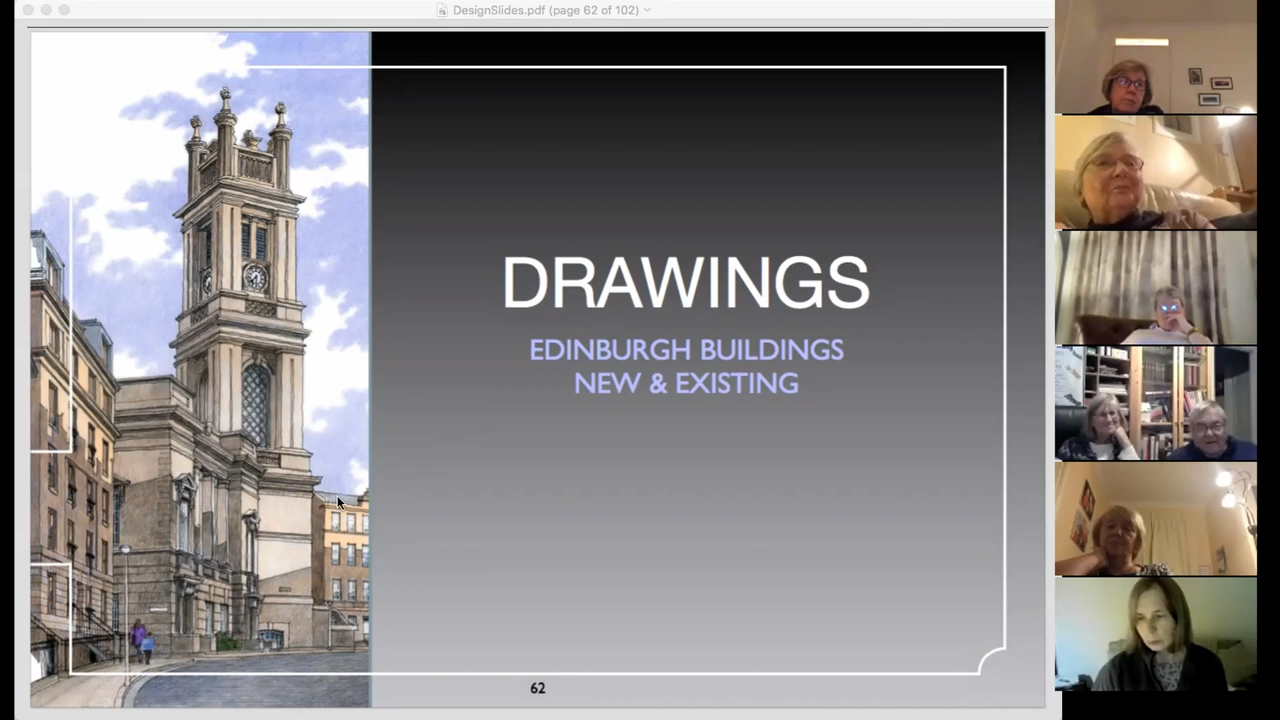 DesignSlides.pdf (page 62 of 102)
DRAWINGS
EDINBURGH BUILDINGS
NEW & EXISTING
62